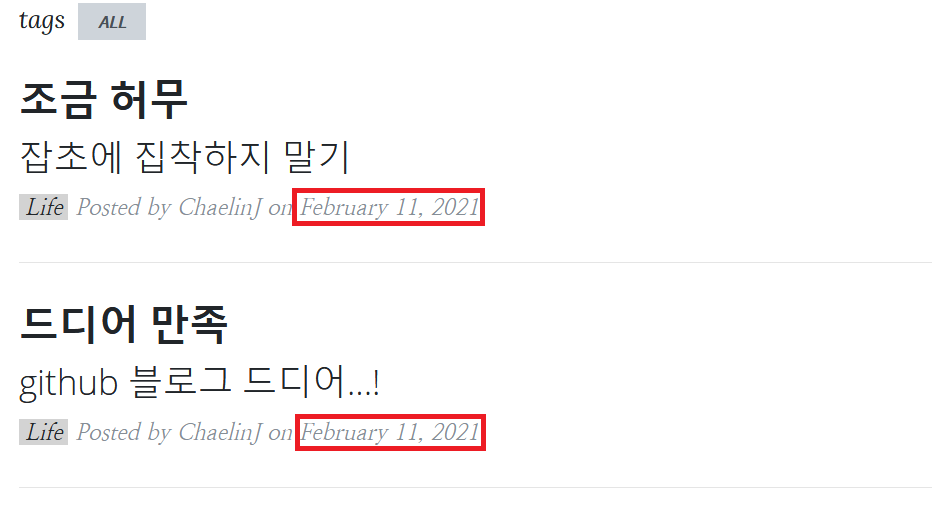 tags ALL
조금 허무
잡초에 집착하지 말기
Life Posted by ChaelinJ on February 11, 2021
드디어 만족
github 블로그 드디어...!
Life Posted by ChaelinJ on February 11, 2021